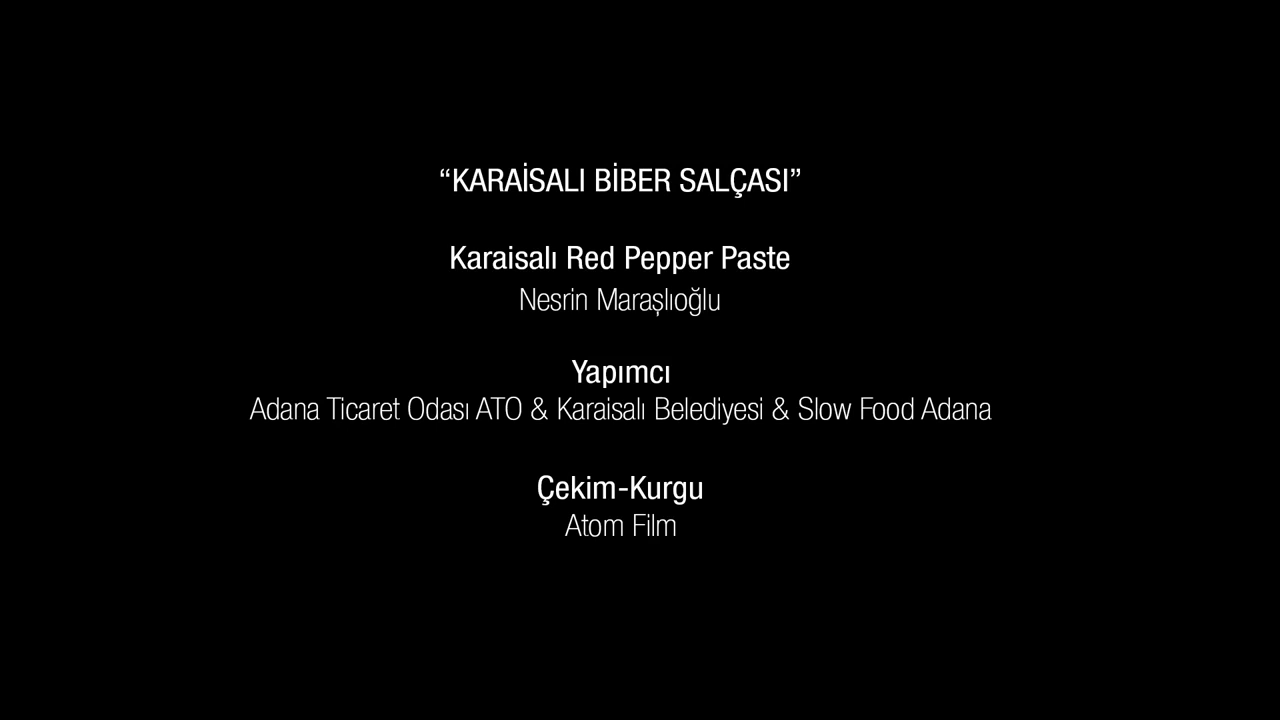 “KARAİSALI BİBER SALÇASI”
Karaisalı Red Pepper Paste
Nesrin Maraşlıoğlu
Yapımcı
Adana Ticaret Odası ATO & Karaisalı Belediyesi & Slow Food Adana
Çekim-Kurgu
Atom Film